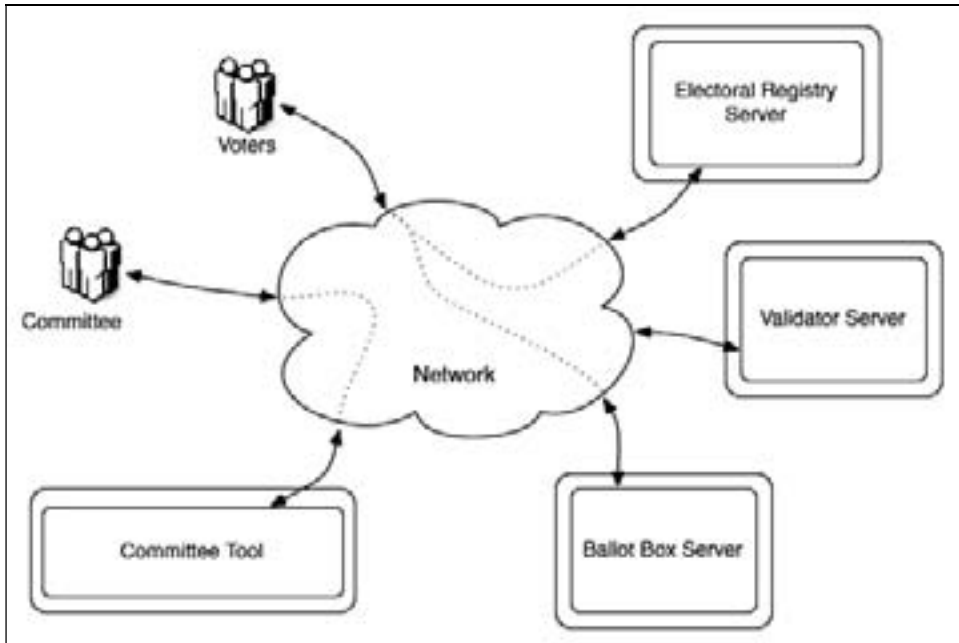 Voters
Electoral Registry
Server
Committee
Validator Server
Network
Committee Tool
Ballot Box Server